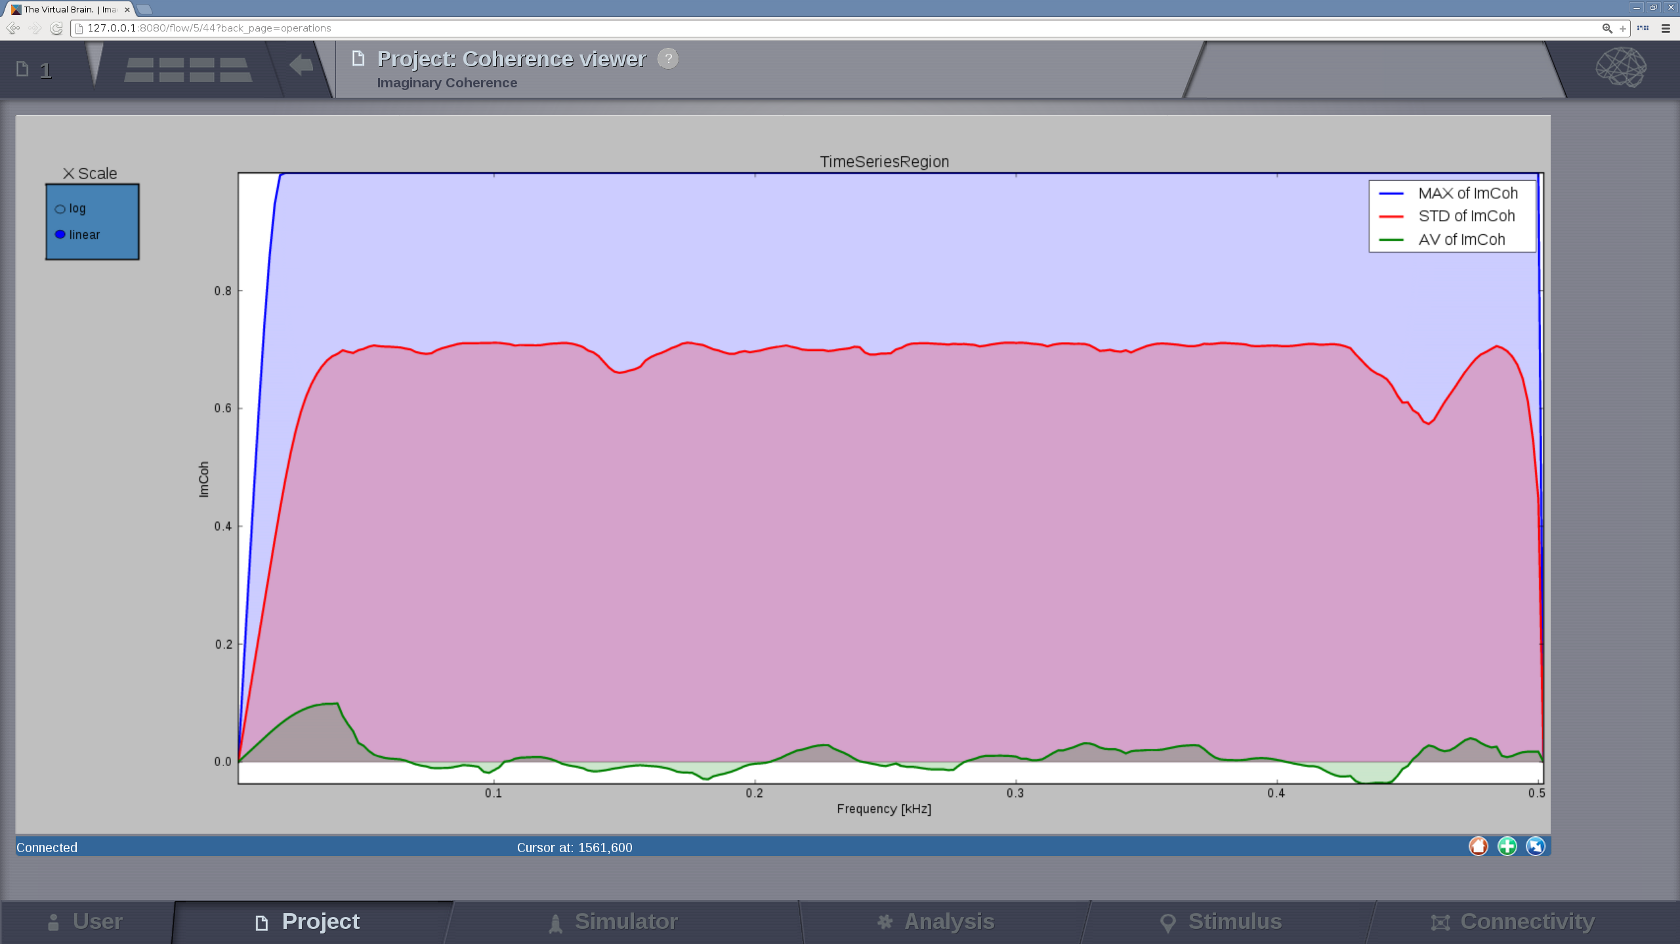 The Virtual Brain. | Ima
127.0.0.1:8080/flow/5/44?back_page=operations
1
Project: Coherence viewer ?
Imaginary Coherence
TimeSeriesRegion
X Scale
log
linear
MAX of ImCoh
STD of ImCoh
AV of ImCoh
0.8
0.6
0.4
0.2
0.0
ImCoh
0.1 0.2 0.3 0.4 0.5
Frequency [kHz]
Connected Cursor at: 1561,600
User Project Simulator Analysis Stimulus Connectivity